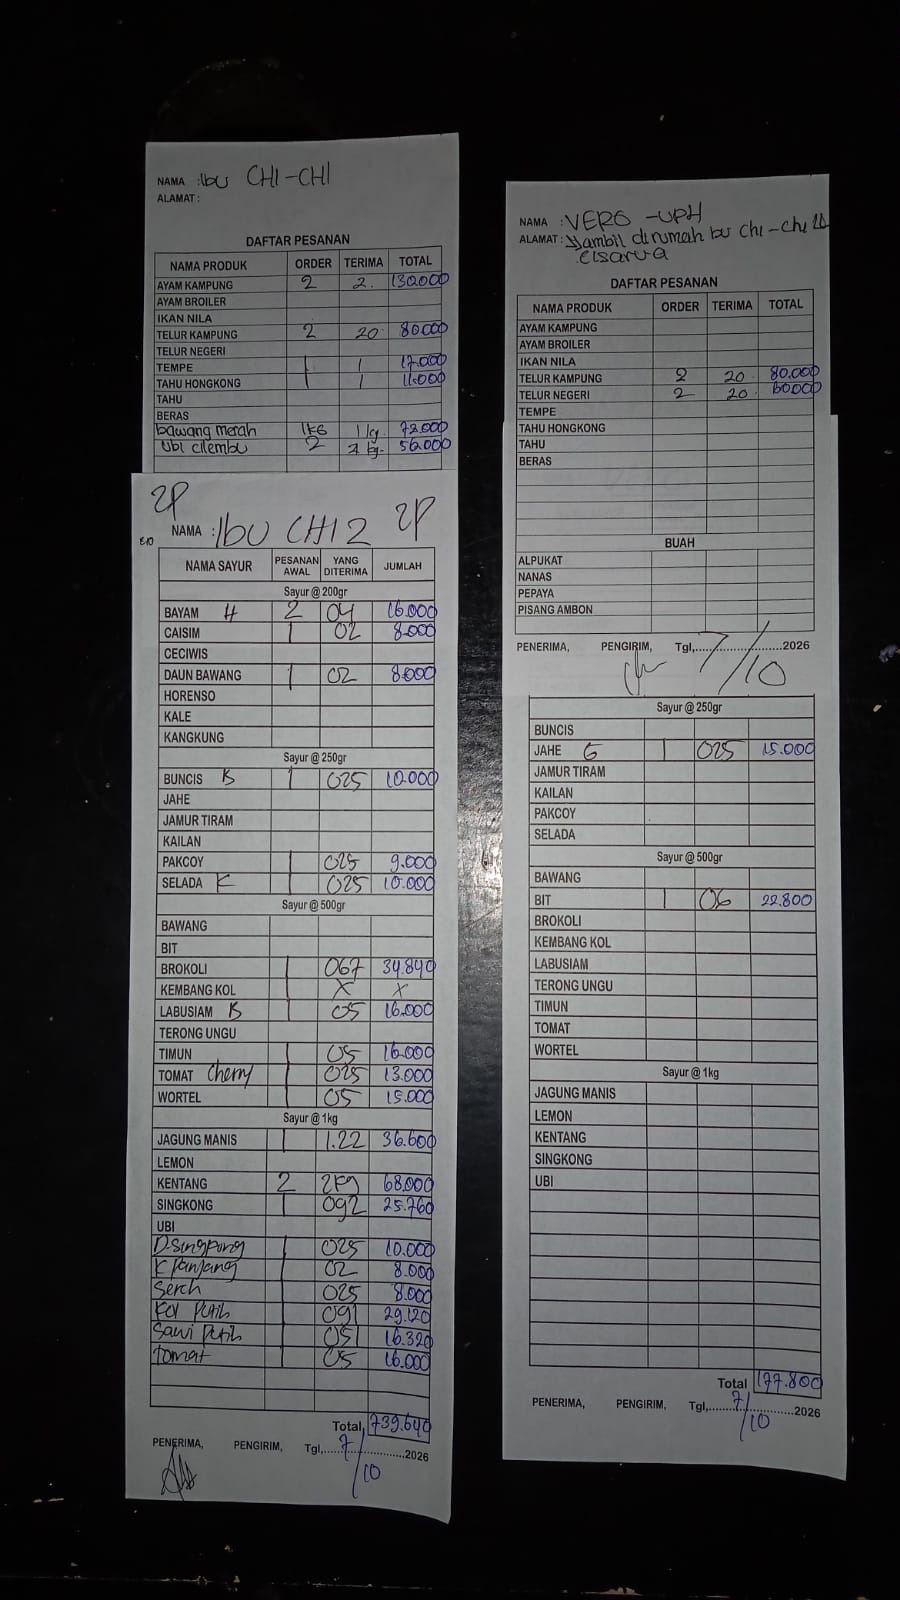 NAMA : Ibu CHI-CHI
ALAMAT :
DAFTAR PESANAN
NAMA PRODUK ORDER TERIMA TOTAL
AYAM KAMPUNG 2 2. 130.000
AYAM BROILER
IKAN NILA
TELUR KAMPUNG 2 20 80.000
TELUR NEGERI
TEMPE 1 1 17.000
TAHU HONGKONG 1 1 11.000
TAHU
BERAS
bawang merah 1kg 1 kg 72.000
Ubi cilembu 2 2 kg. 56.000
2P 2P
NAMA : IBU CHI2
NAMA SAYUR PESANAN AWAL YANG DITERIMA JUMLAH
Sayur @ 200gr
BAYAM H 2 04 16.000
CAISIM 1 02 8.000
CECIWIS
DAUN BAWANG 1 02 8.000
HORENSO
KALE
KANGKUNG
Sayur @ 250gr
BUNCIS B 1 025 10.000
JAHE
JAMUR TIRAM
KAILAN
PAKCOY 1 025 9.000
SELADA K 1 025 10.000
Sayur @ 500gr
BAWANG
BIT
BROKOLI 1 067 34.840
KEMBANG KOL 1 X X
LABUSIAM B 1 05 16.000
TERONG UNGU
TIMUN 1 05 16.000
TOMAT Cherry 1 025 13.000
WORTEL 1 05 15.000
Sayur @ 1kg
JAGUNG MANIS 1 1.22 36.600
LEMON
KENTANG 2 2kg 68.000
SINGKONG 1 092 25.760
UBI
D.singpong 1 025 10.000
K panjang 1 02 8.000
Sereh 025 8.000
Kol Putih 1 091 29.120
Sawi Putih 1 051 16.320
tomat 1 05 16.000
Total 739.640
PENERIMA, PENGIRIM, Tgl,....7/10....2026
NAMA : VERO -UPH
ALAMAT : diambil dirumah bu chi-chi
cisarua
DAFTAR PESANAN
NAMA PRODUK ORDER TERIMA TOTAL
AYAM KAMPUNG
AYAM BROILER
IKAN NILA
TELUR KAMPUNG 2 20 80.000
TELUR NEGERI 2 20 60.000
TEMPE
TAHU HONGKONG
TAHU
BERAS
BUAH
ALPUKAT
NANAS
PEPAYA
PISANG AMBON
PENERIMA, PENGIRIM, Tgl,....7/10....2026
Sayur @ 250gr
BUNCIS
JAHE G 1 025 15.000
JAMUR TIRAM
KAILAN
PAKCOY
SELADA
Sayur @ 500gr
BAWANG
BIT 1 06 22.800
BROKOLI
KEMBANG KOL
LABUSIAM
TERONG UNGU
TIMUN
TOMAT
WORTEL
Sayur @ 1kg
JAGUNG MANIS
LEMON
KENTANG
SINGKONG
UBI
Total 177.800
PENERIMA, PENGIRIM, Tgl,....7/10....2026